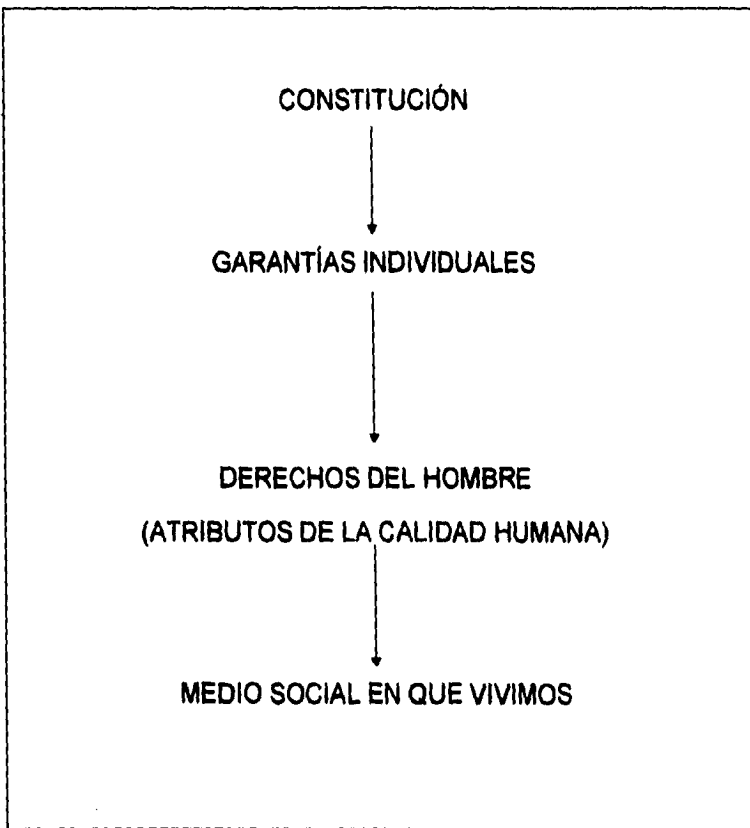 CONSTITUCIÓN
GARANTÍAS INDIVIDUALES
DERECHOS DEL HOMBRE
(ATRIBUTOS DE LA CALIDAD HUMANA)
MEDIO SOCIAL EN QUE VIVIMOS